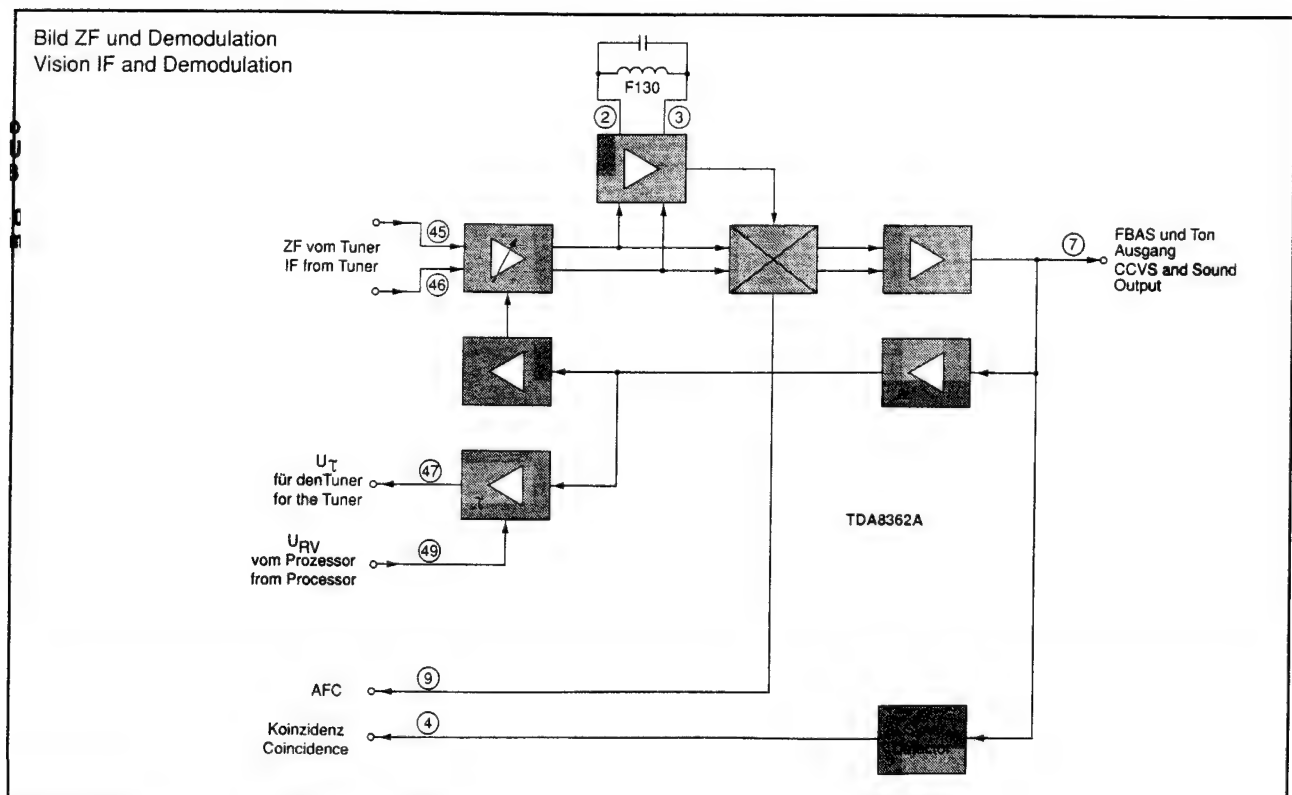 Bild ZF und Demodulation
Vision IF and Demodulation
F130
2
3
45
ZF vom Tuner
IF from Tuner
46
7
FBAS und Ton
Ausgang
CCVS and Sound
Output
Uτ
47
für denTuner
for the Tuner
τ
TDA8362A
URV
49
vom Prozessor
from Processor
AFC
9
Koinzidenz
4
Coincidence